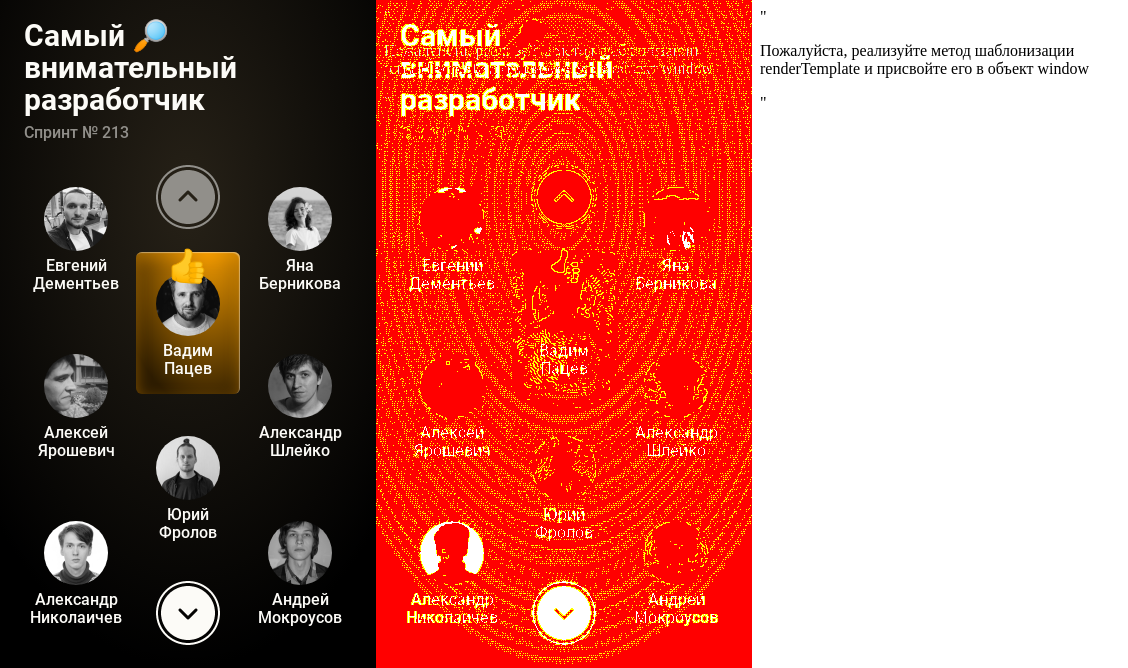 Самый 🔎
внимательный
разработчик
Спринт № 213
Евгений
Дементьев
Яна
Берникова
Вадим
Пацев
Алексей
Ярошевич
Александр
Шлейко
Юрий
Фролов
Александр
Николаичев
Андрей
Мокроусов
Самый
внимательный
разработчик
Евгений
Дементьев
Яна
Берникова
Вадим
Пацев
Алексей
Ярошевич
Александр
Шлейко
Юрий
Фролов
Александр
Николаичев
Андрей
Мокроусов
"
Пожалуйста, реализуйте метод шаблонизации
renderTemplate и присвойте его в объект window
"